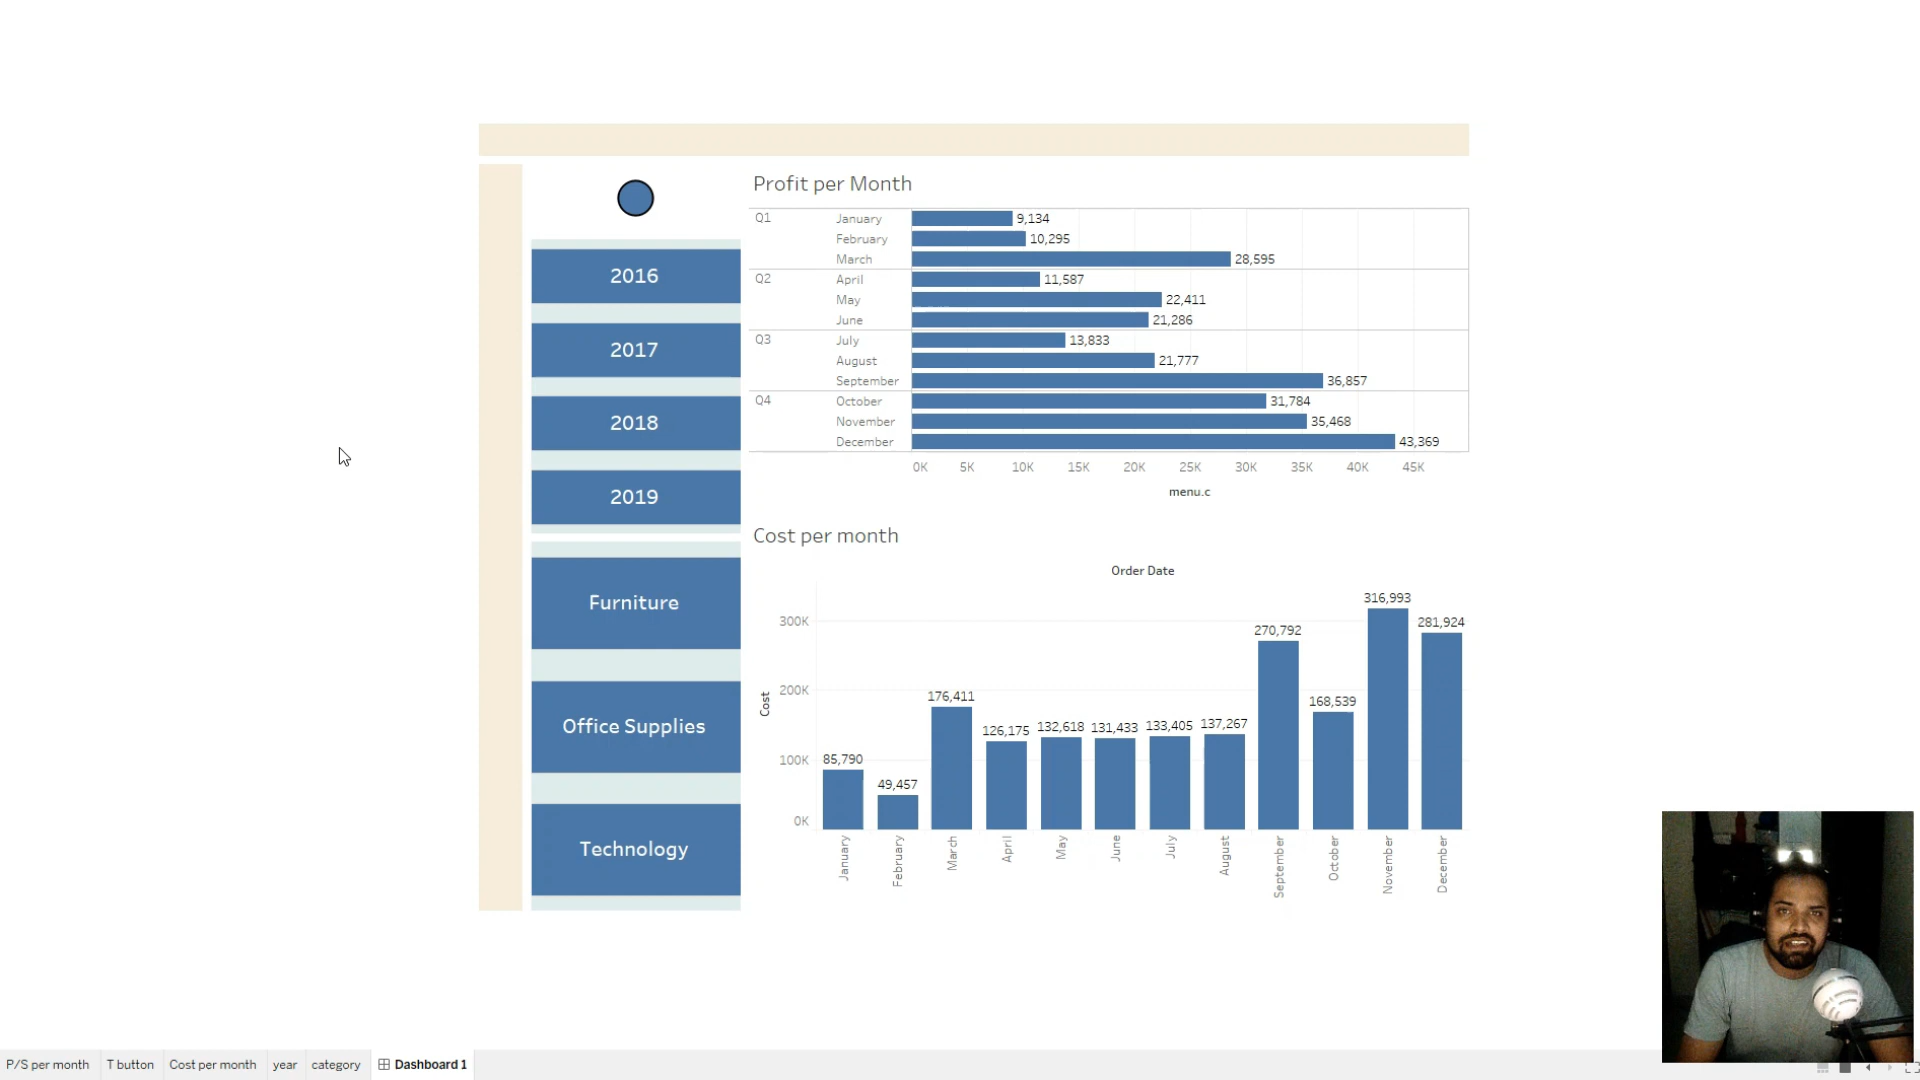 2016
2017
2018
2019
Furniture
Office Supplies
Technology
Profit per Month
Q1 January 9,134
February 10,295
March 28,595
Q2 April 11,587
May 22,411
June 21,286
Q3 July 13,833
August 21,777
September 36,857
Q4 October 31,784
November 35,468
December 43,369
0K 5K 10K 15K 20K 25K 30K 35K 40K 45K
menu.c
Cost per month
Order Date
Cost
300K
200K
100K
0K
85,790 49,457 176,411 126,175 132,618 131,433 133,405 137,267 270,792 168,539 316,993 281,924
January February March April May June July August September October November December
P/S per month T button Cost per month year category Dashboard 1